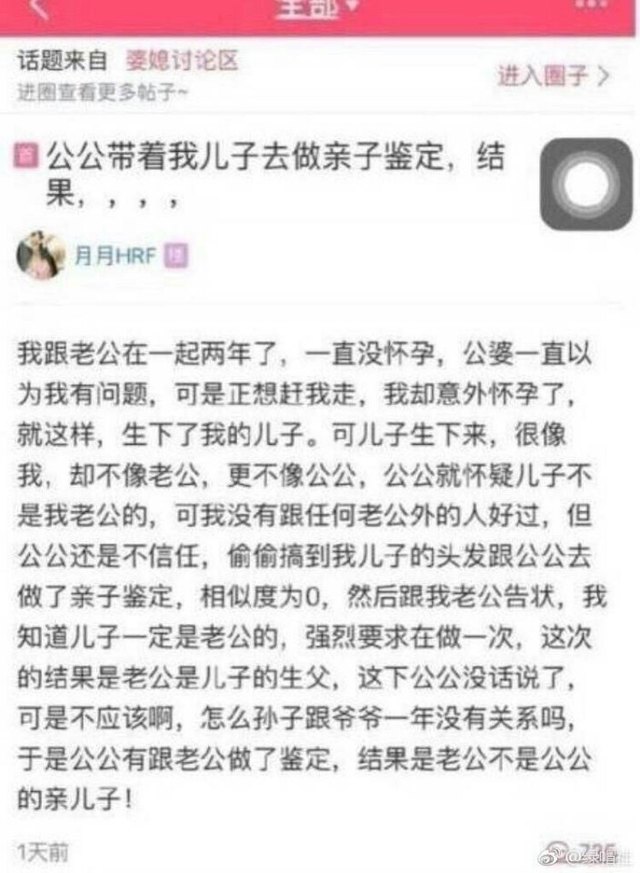 全部
话题来自 婆媳讨论区
进圈查看更多帖子~
进入圈子
首 公公带着我儿子去做亲子鉴定，结
果，，，，
月月HRF
我跟老公在一起两年了，一直没怀孕，公婆一直以
为我有问题，可是正想赶我走，我却意外怀孕了，
就这样，生下了我的儿子。可儿子生下来，很像
我，却不像老公，更不像公公，公公就怀疑儿子不
是我老公的，可我没有跟任何老公外的人好过，但
公公还是不信任，偷偷搞到我儿子的头发跟公公去
做了亲子鉴定，相似度为0，然后跟我老公告状，我
知道儿子一定是老公的，强烈要求在做一次，这次
的结果是老公是儿子的生父，这下公公没话说了，
可是不应该啊，怎么孙子跟爷爷一年没有关系吗，
于是公公有跟老公做了鉴定，结果是老公不是公公
的亲儿子！
1天前